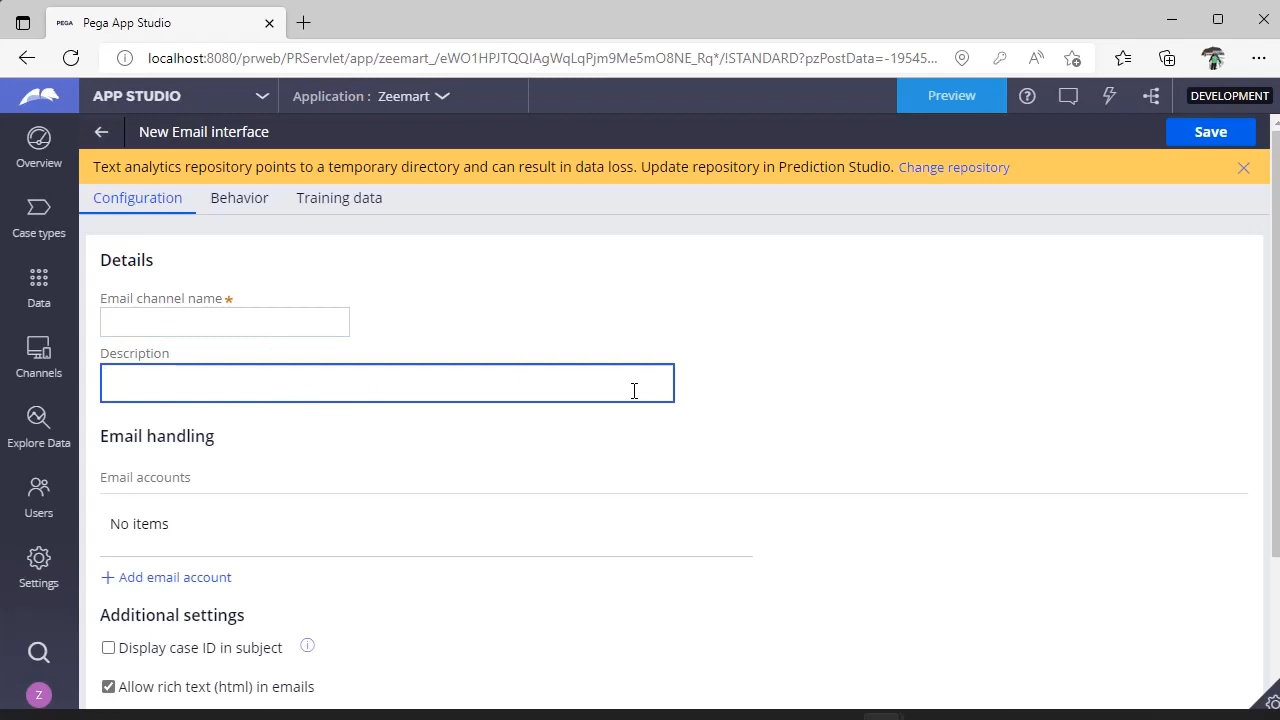 Pega App Studio
localhost:8080/prweb/PRServlet/app/zeemart_/eWO1HPJTQQIAgWqLqPjm9Me5mO8NE_Rq*/!STANDARD?pzPostData=-19545...
APP STUDIO
Application : Zeemart
Preview
DEVELOPMENT
New Email interface
Save
Text analytics repository points to a temporary directory and can result in data loss. Update repository in Prediction Studio. Change repository
Configuration
Behavior
Training data
Overview
Case types
Data
Channels
Explore Data
Users
Settings
Z
Details
Email channel name
Description
Email handling
Email accounts
No items
Add email account
Additional settings
Display case ID in subject
Allow rich text (html) in emails